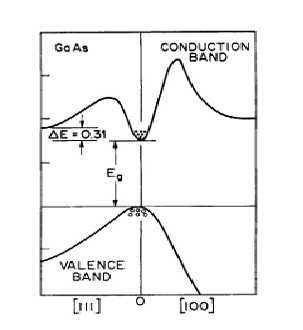 GaAs
CONDUCTION
BAND
ΔE = 0.31
Eg
VALENCE
BAND
[111]
0
[100]